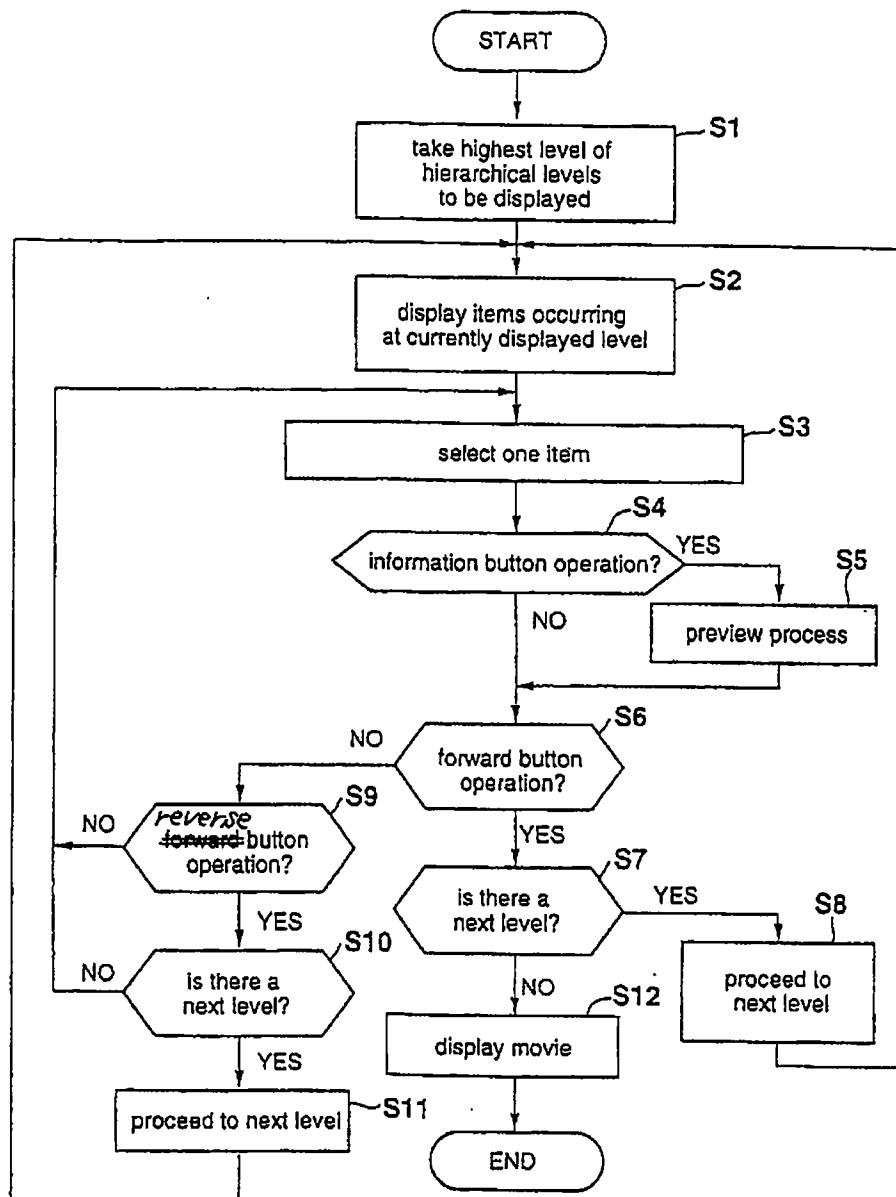 START
S1
take highest level of
hierarchical levels
to be displayed
S2
display items occurring
at currently displayed level
S3
select one item
S4
information button operation?
YES
NO
S5
preview process
S6
forward button
operation?
NO
YES
S9
reverse
forward button
operation?
NO
YES
S7
is there a
next level?
YES
NO
S8
proceed to
next level
S10
is there a
next level?
NO
YES
S12
display movie
S11
proceed to next level
END